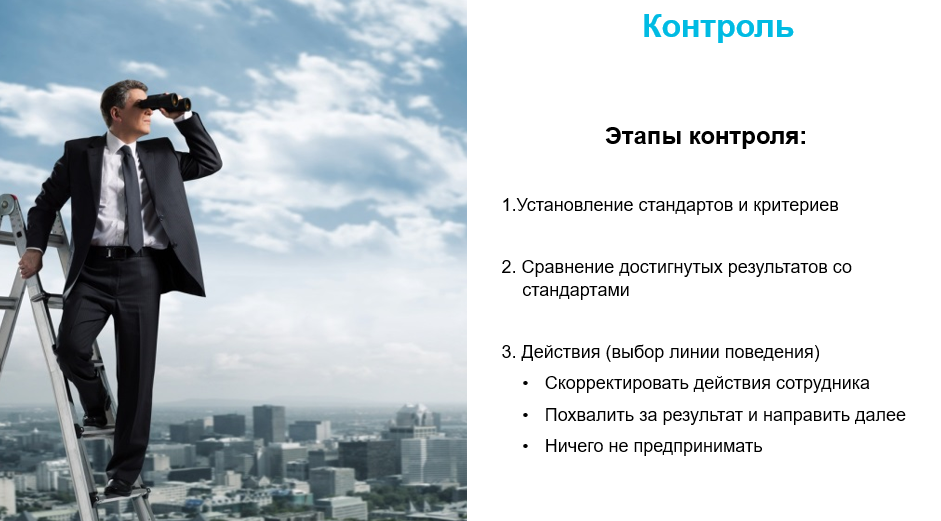 Контроль
Этапы контроля:
1.Установление стандартов и критериев
2. Сравнение достигнутых результатов со
стандартами
3. Действия (выбор линии поведения)
• Скорректировать действия сотрудника
• Похвалить за результат и направить далее
• Ничего не предпринимать